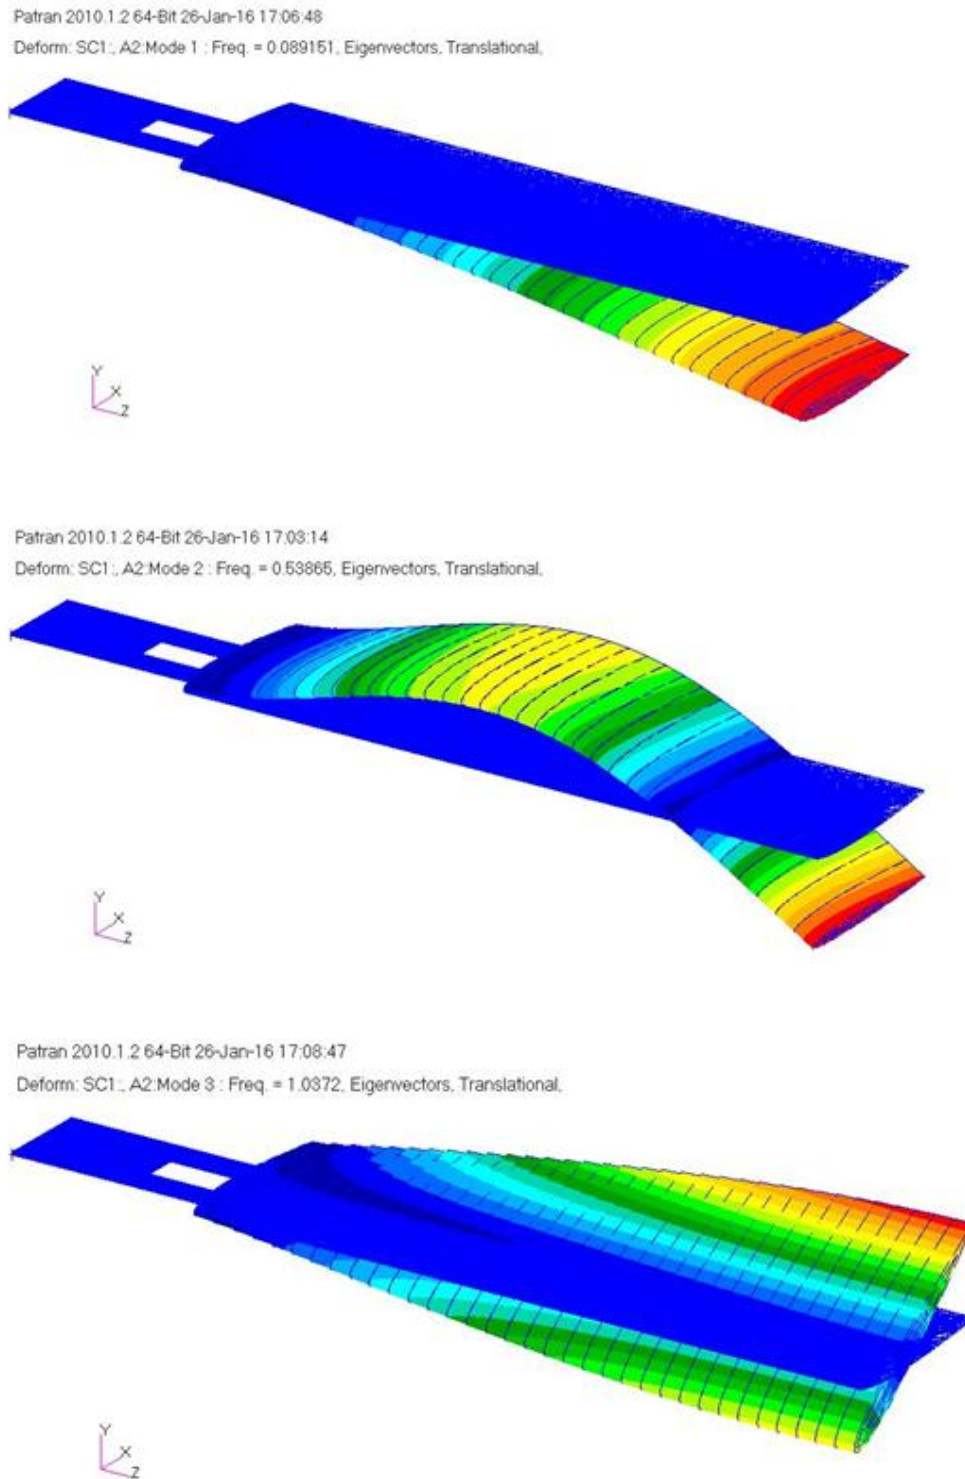 Patran 2010.1.2 64-Bit 26-Jan-16 17:06:48
Deform: SC1:, A2:Mode 1 : Freq. = 0.089151, Eigenvectors, Translational,
Y
X
Z
Patran 2010.1.2 64-Bit 26-Jan-16 17:03:14
Deform: SC1:, A2:Mode 2 : Freq. = 0.53865, Eigenvectors, Translational,
Y
X
Z
Patran 2010.1.2 64-Bit 26-Jan-16 17:08:47
Deform: SC1:, A2:Mode 3 : Freq. = 1.0372, Eigenvectors, Translational,
Y
X
Z